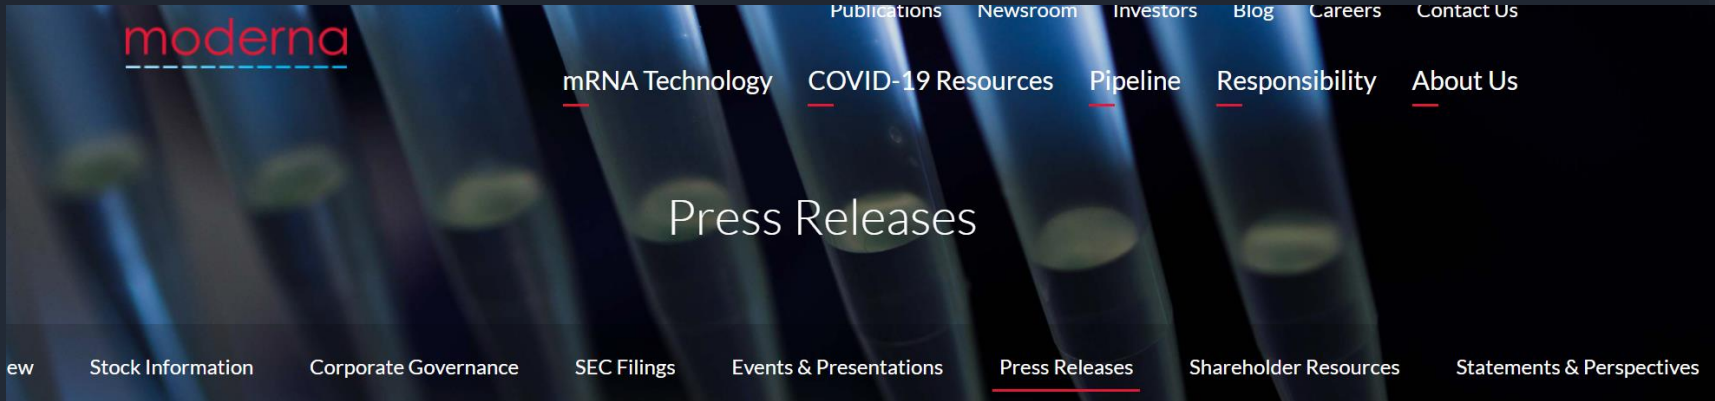 Publications Newsroom Investors Blog Careers Contact Us
moderna
mRNA Technology COVID-19 Resources Pipeline Responsibility About Us
Press Releases
ew Stock Information Corporate Governance SEC Filings Events & Presentations Press Releases Shareholder Resources Statements & Perspectives